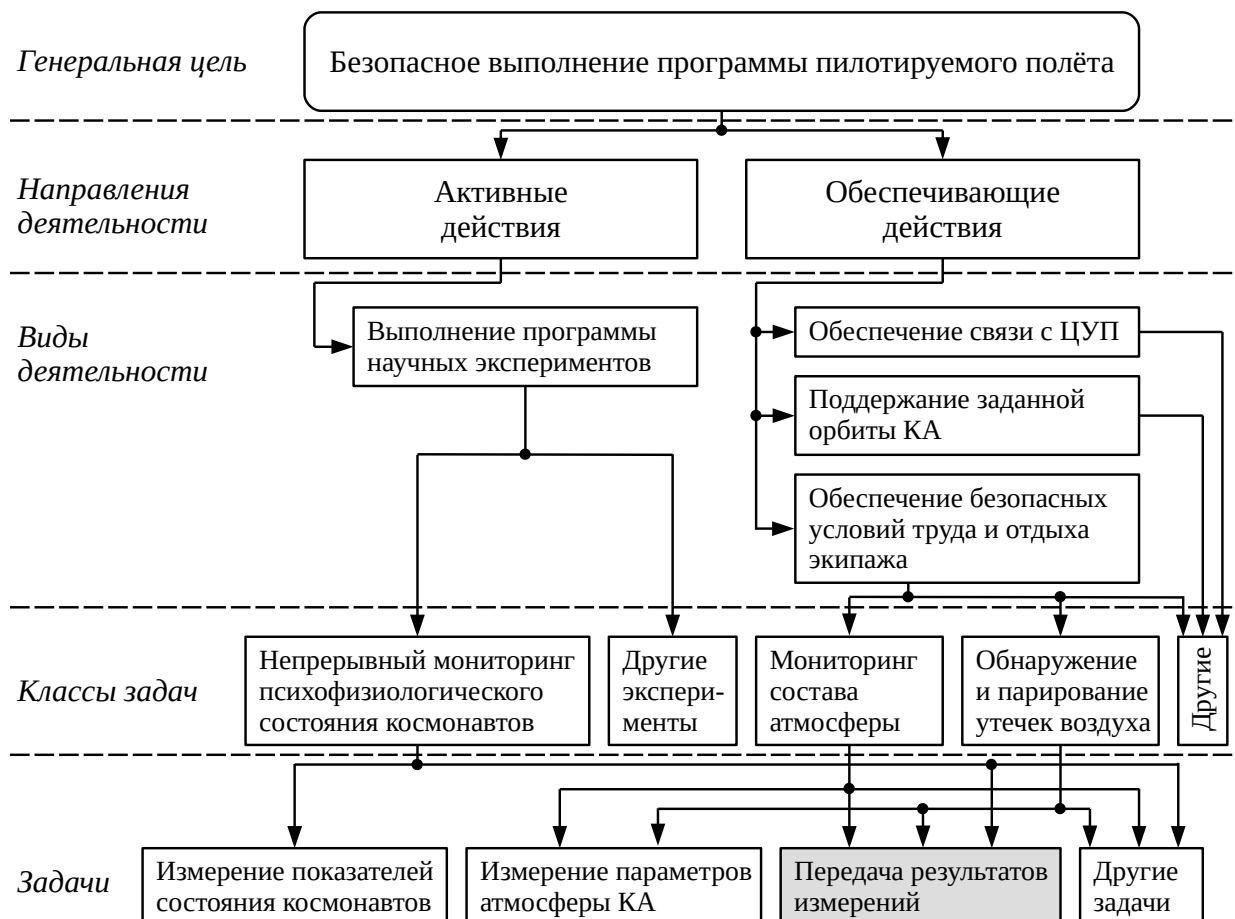 Генеральная цель
Безопасное выполнение программы пилотируемого полёта
Направления
деятельности
Активные
действия
Обеспечивающие
действия
Виды
деятельности
Выполнение программы
научных экспериментов
Обеспечение связи с ЦУП
Поддержание заданной
орбиты КА
Обеспечение безопасных
условий труда и отдыха
экипажа
Классы задач
Непрерывный мониторинг
психофизиологического
состояния космонавтов
Другие
экспери-
менты
Мониторинг
состава
атмосферы
Обнаружение
и парирование
утечек воздуха
Другие
Задачи
Измерение показателей
состояния космонавтов
Измерение параметров
атмосферы КА
Передача результатов
измерений
Другие
задачи